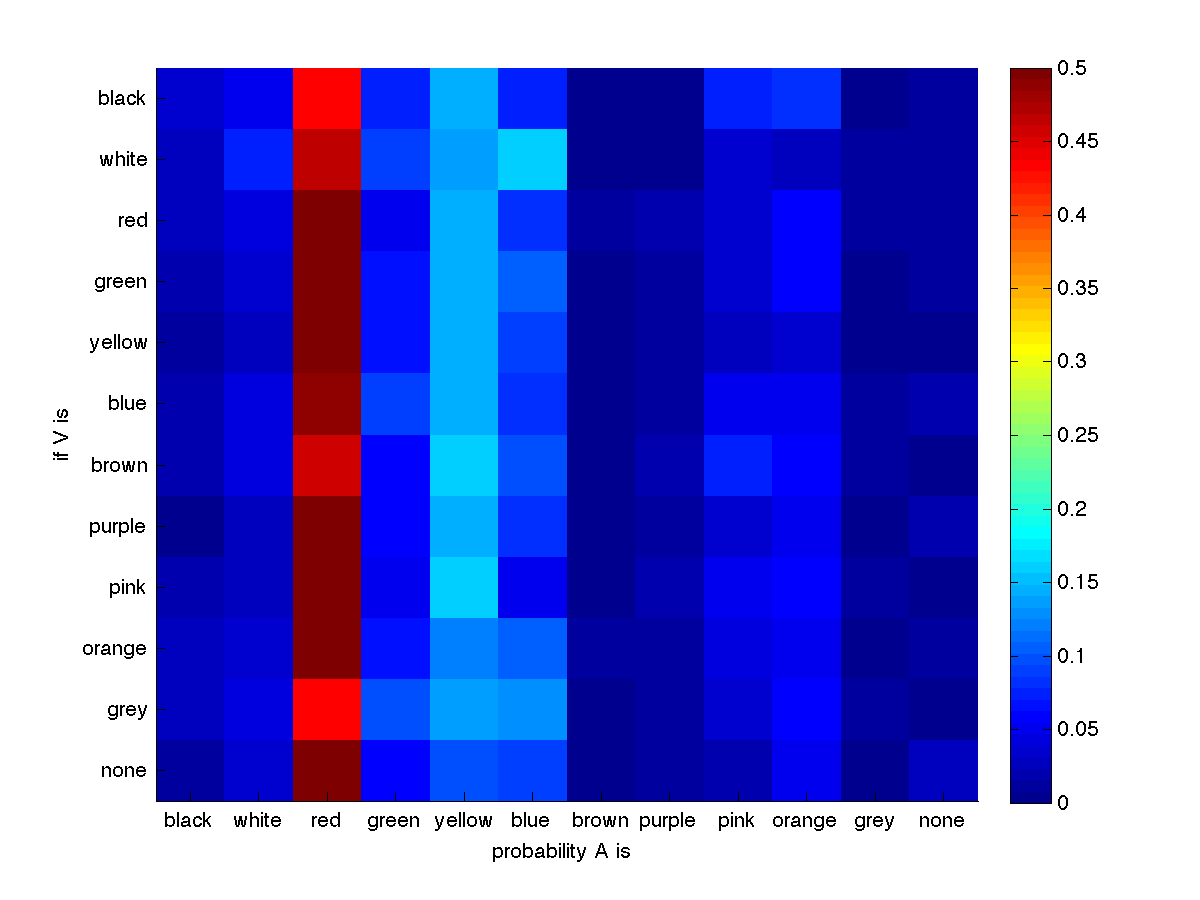 black
white
red
green
yellow
blue
brown
purple
pink
orange
grey
none
if V is
black white red green yellow blue brown purple pink orange grey none
probability A is
0.5
0.45
0.4
0.35
0.3
0.25
0.2
0.15
0.1
0.05
0